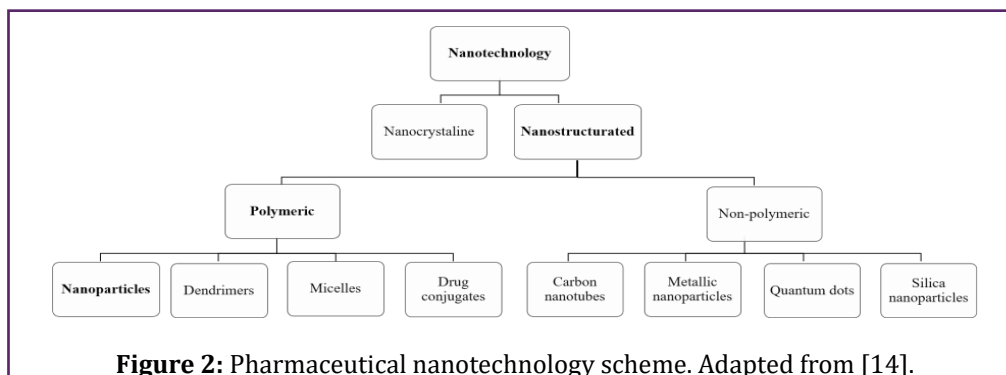 Nanotechnology
Nanocrystaline
Nanostructurated
Polymeric
Non-polymeric
Nanoparticles
Dendrimers
Micelles
Drug
conjugates
Carbon
nanotubes
Metallic
nanoparticles
Quantum dots
Silica
nanoparticles
Figure 2: Pharmaceutical nanotechnology scheme. Adapted from [14].